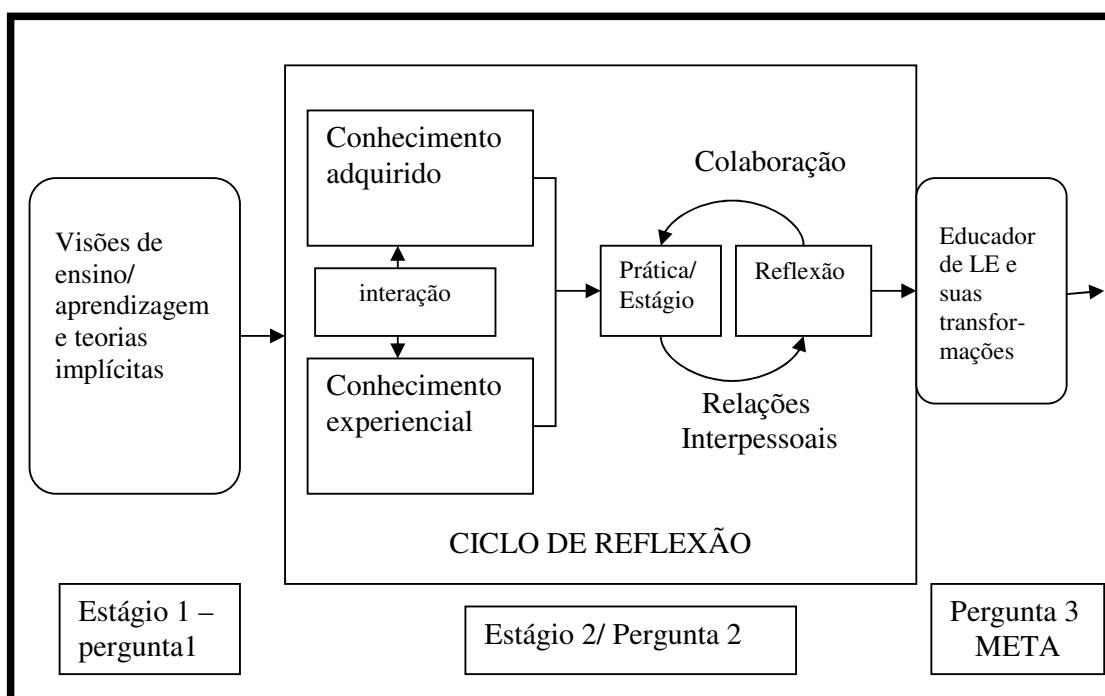 Visões de
ensino/
aprendizagem
e teorias
implícitas
Conhecimento
adquirido
interação
Conhecimento
experiencial
Colaboração
Prática/
Estágio
Reflexão
Relações
Interpessoais
CICLO DE REFLEXÃO
Educador
de LE e
suas
transfor-
mações
Estágio 1 –
pergunta1
Estágio 2/ Pergunta 2
Pergunta 3
META